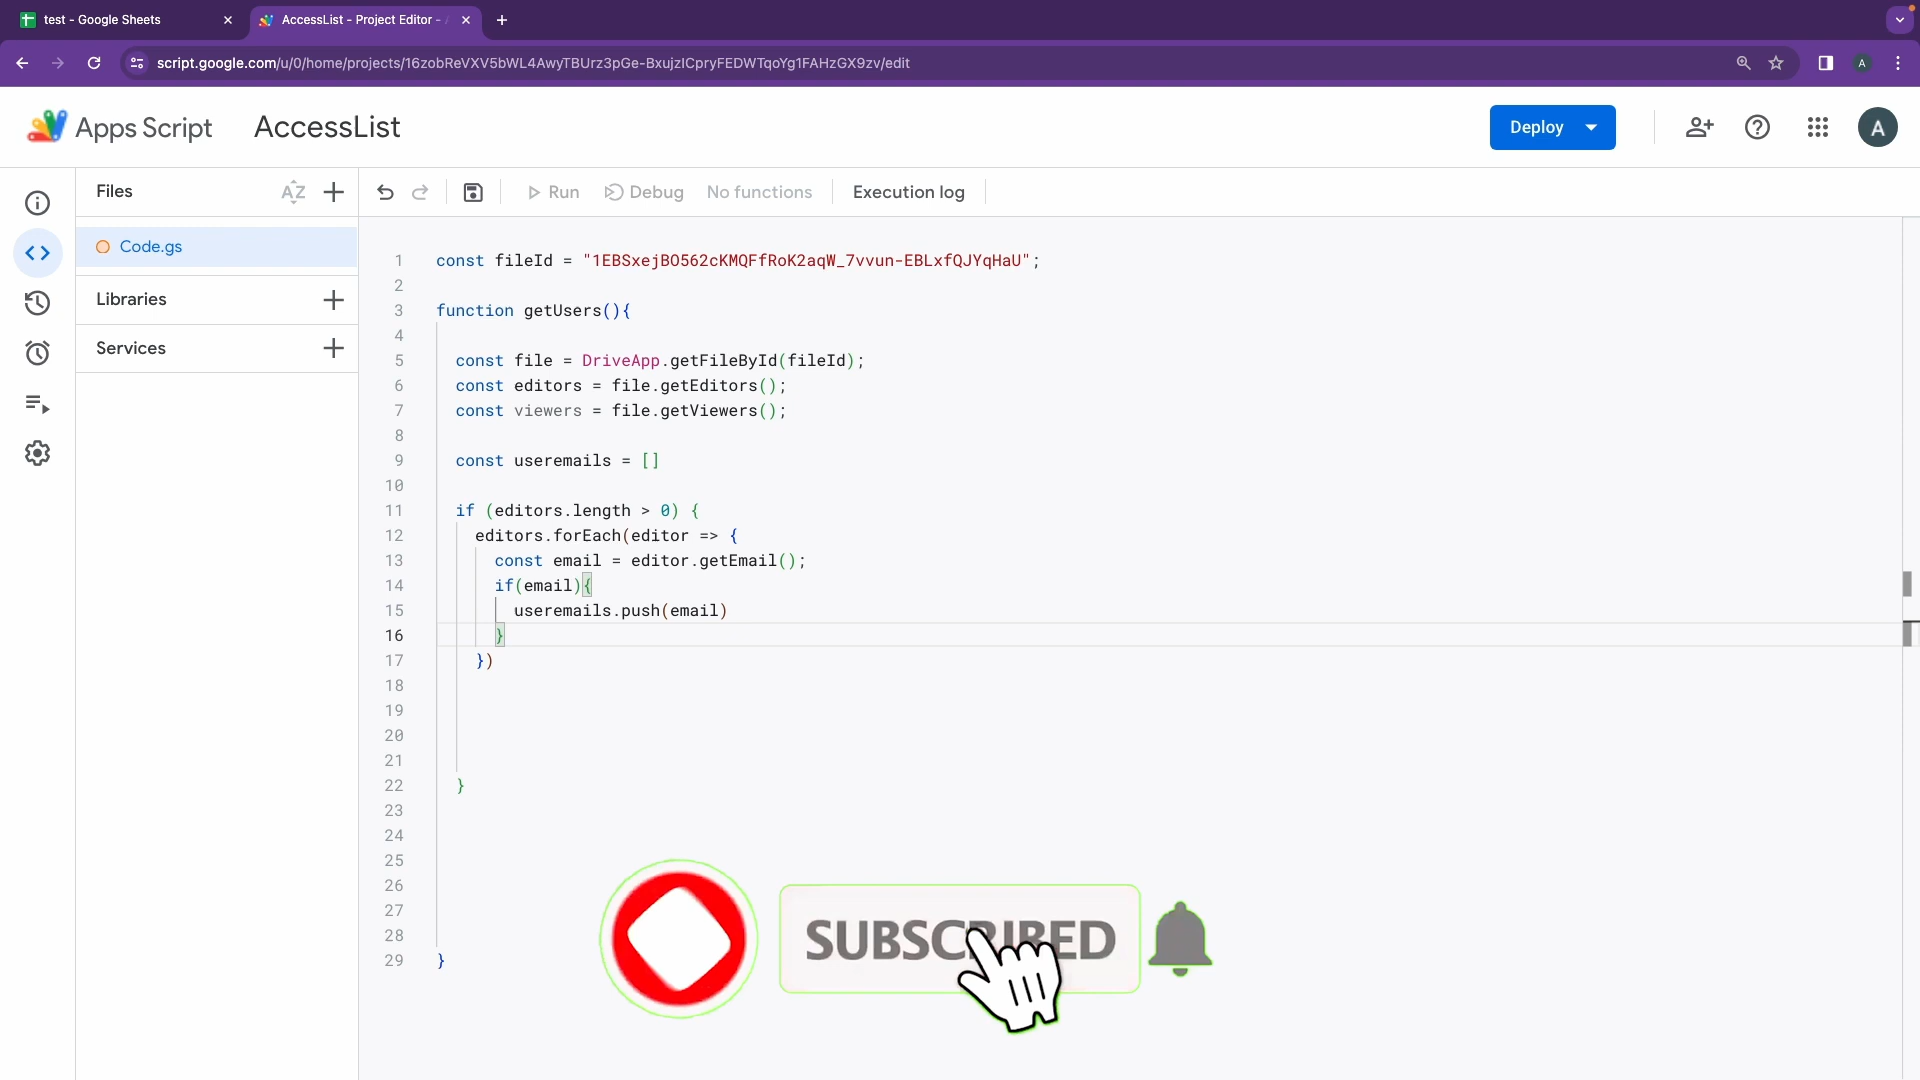 test - Google Sheets
AccessList - Project Editor -
script.google.com/u/0/home/projects/16zobReVXV5bWL4AwyTBUrz3pGe-BxujzICpryFEDWTqoYg1FAHzGX9zv/edit
A
Apps Script
AccessList
Deploy
A
Files
AZ
Run
Debug
No functions
Execution log
Code.gs
Libraries
Services
1 const fileId = "1EBSxejBO562cKMQFfRoK2aqW_7vvun-EBLxfQJYqHaU";
2
3 function getUsers(){
4
5 const file = DriveApp.getFileById(fileId);
6 const editors = file.getEditors();
7 const viewers = file.getViewers();
8
9 const useremails = []
10
11 if (editors.length > 0) {
12 editors.forEach(editor => {
13 const email = editor.getEmail();
14 if(email){
15 useremails.push(email)
16 }
17 })
18
19
20
21
22 }
23
24
25
26
27
28
29 }
SUBSCRIBED